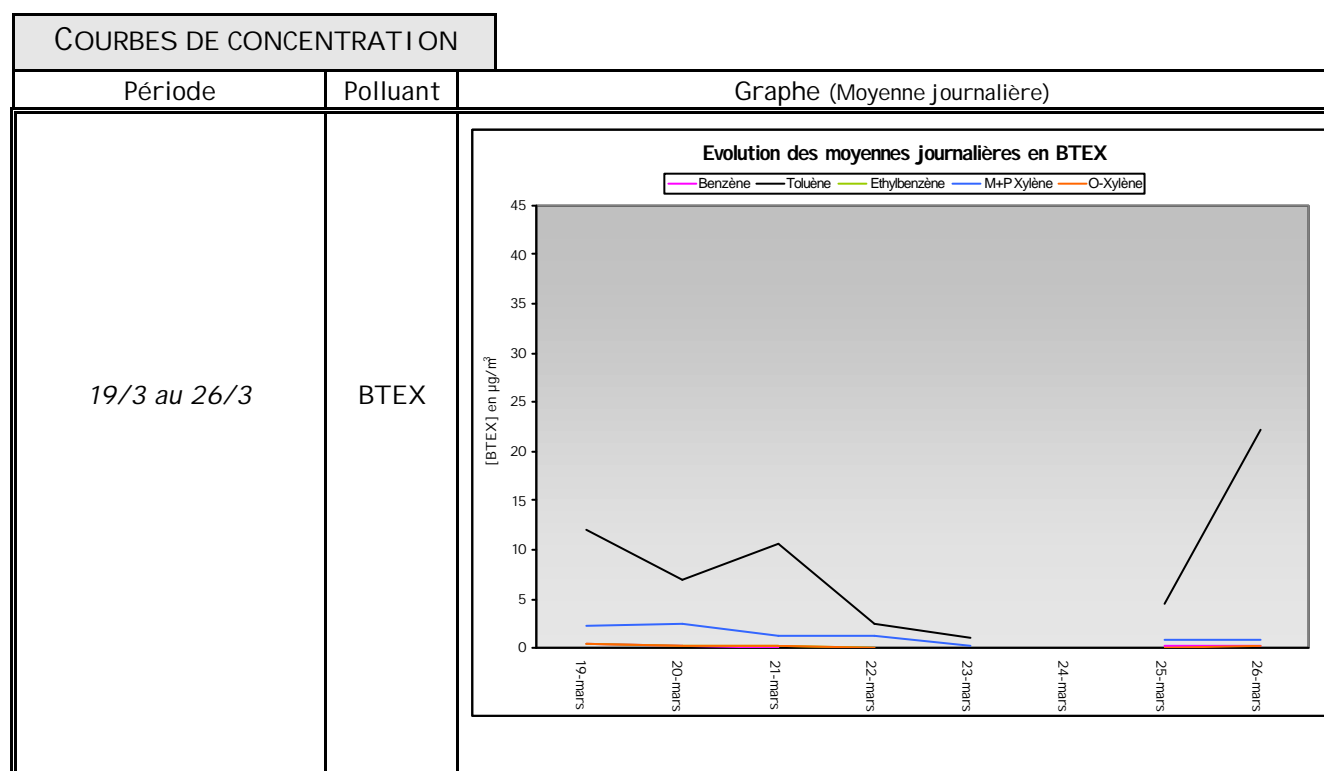 COURBES DE CONCENTRATION
Période Polluant Graphe (Moyenne journalière)
19/3 au 26/3
BTEX
Evolution des moyennes journalières en BTEX
Benzène Toluène Ethylbenzène M+P Xylène O-Xylène
[BTEX] en µg/m³
45
40
35
30
25
20
15
10
5
0
19-mars
20-mars
21-mars
22-mars
23-mars
24-mars
25-mars
26-mars